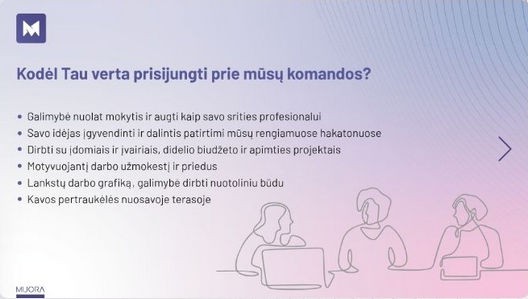 Kodėl Tau verta prisijungti prie mūsų komandos?
Galimybė nuolat mokytis ir augti kaip savo srities profesionalui
Savo idėjas įgyvendinti ir dalintis patirtimi mūsų rengiamuose hakatonuose
Dirbti su įdomiais ir įvairiais, didelio biudžeto ir apimties projektais
Motyvuojantį darbo užmokestį ir priedus
Lankstų darbo grafiką, galimybę dirbti nuotoliniu būdu
Kavos pertraukėlės nuosavoje terasoje
MIJORA